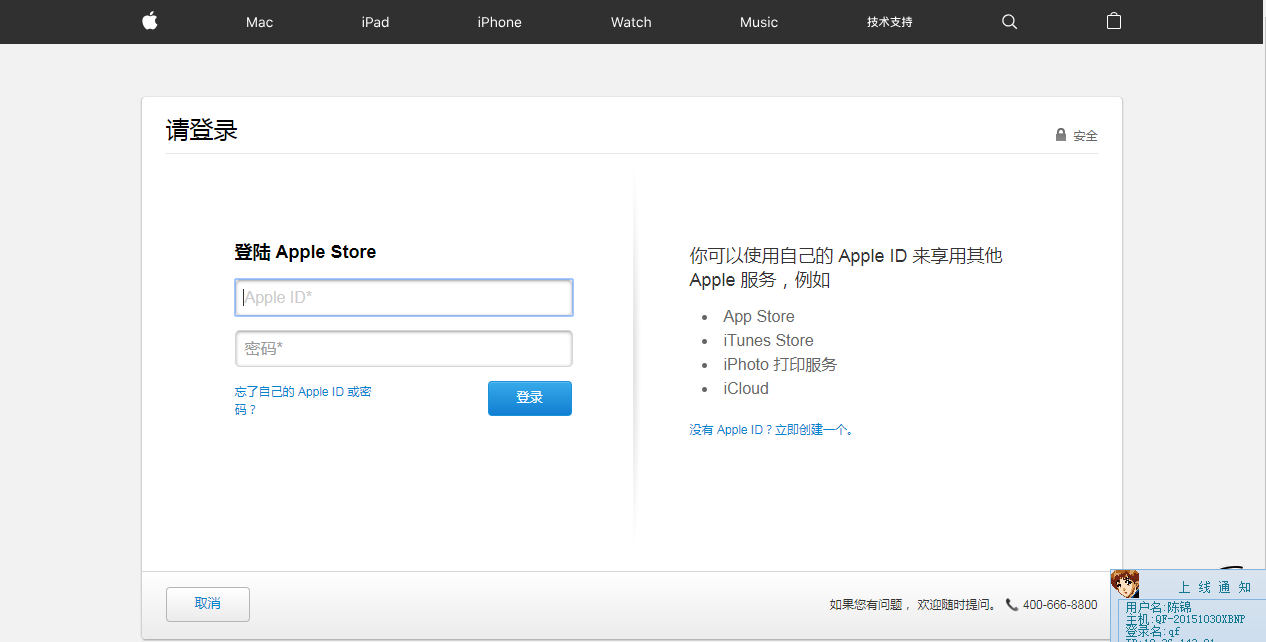 Mac iPad iPhone Watch Music 技术支持
请登录
安全
登陆 Apple Store
Apple ID*
密码*
忘了自己的 Apple ID 或密
码？
登录
你可以使用自己的 Apple ID 来享用其他
Apple 服务，例如
App Store
iTunes Store
iPhoto 打印服务
iCloud
没有 Apple ID？立即创建一个。
取消
如果您有问题， 欢迎随时提问。 400-666-8800
上线通知
用户名:陈锦
主机:QF-20151030XBNP
登录名:qf